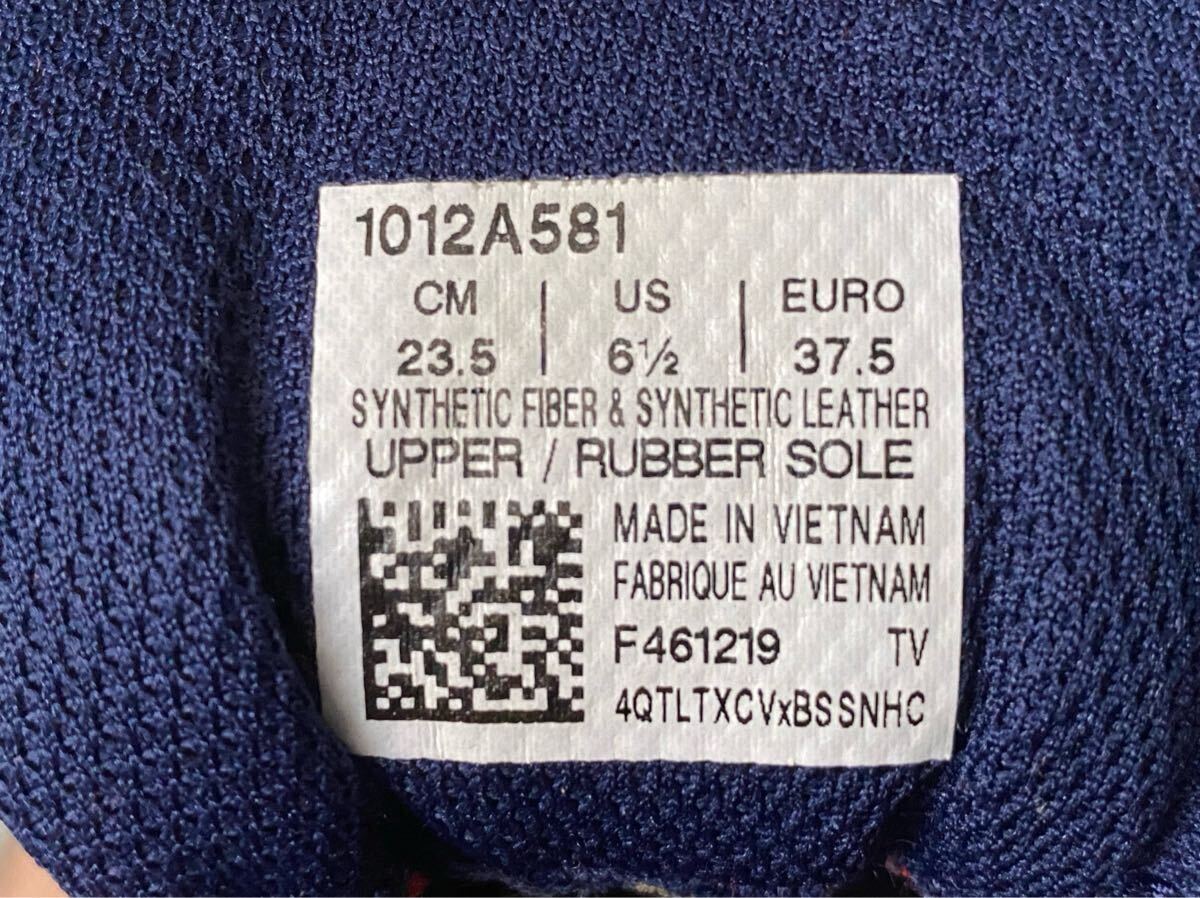 1012A581
CM | US | EURO
23.5 | 6½ | 37.5
SYNTHETIC FIBER & SYNTHETIC LEATHER
UPPER / RUBBER SOLE
MADE IN VIETNAM
FABRIQUE AU VIETNAM
F461219 TV
4QTLTXCVxBSSNHC